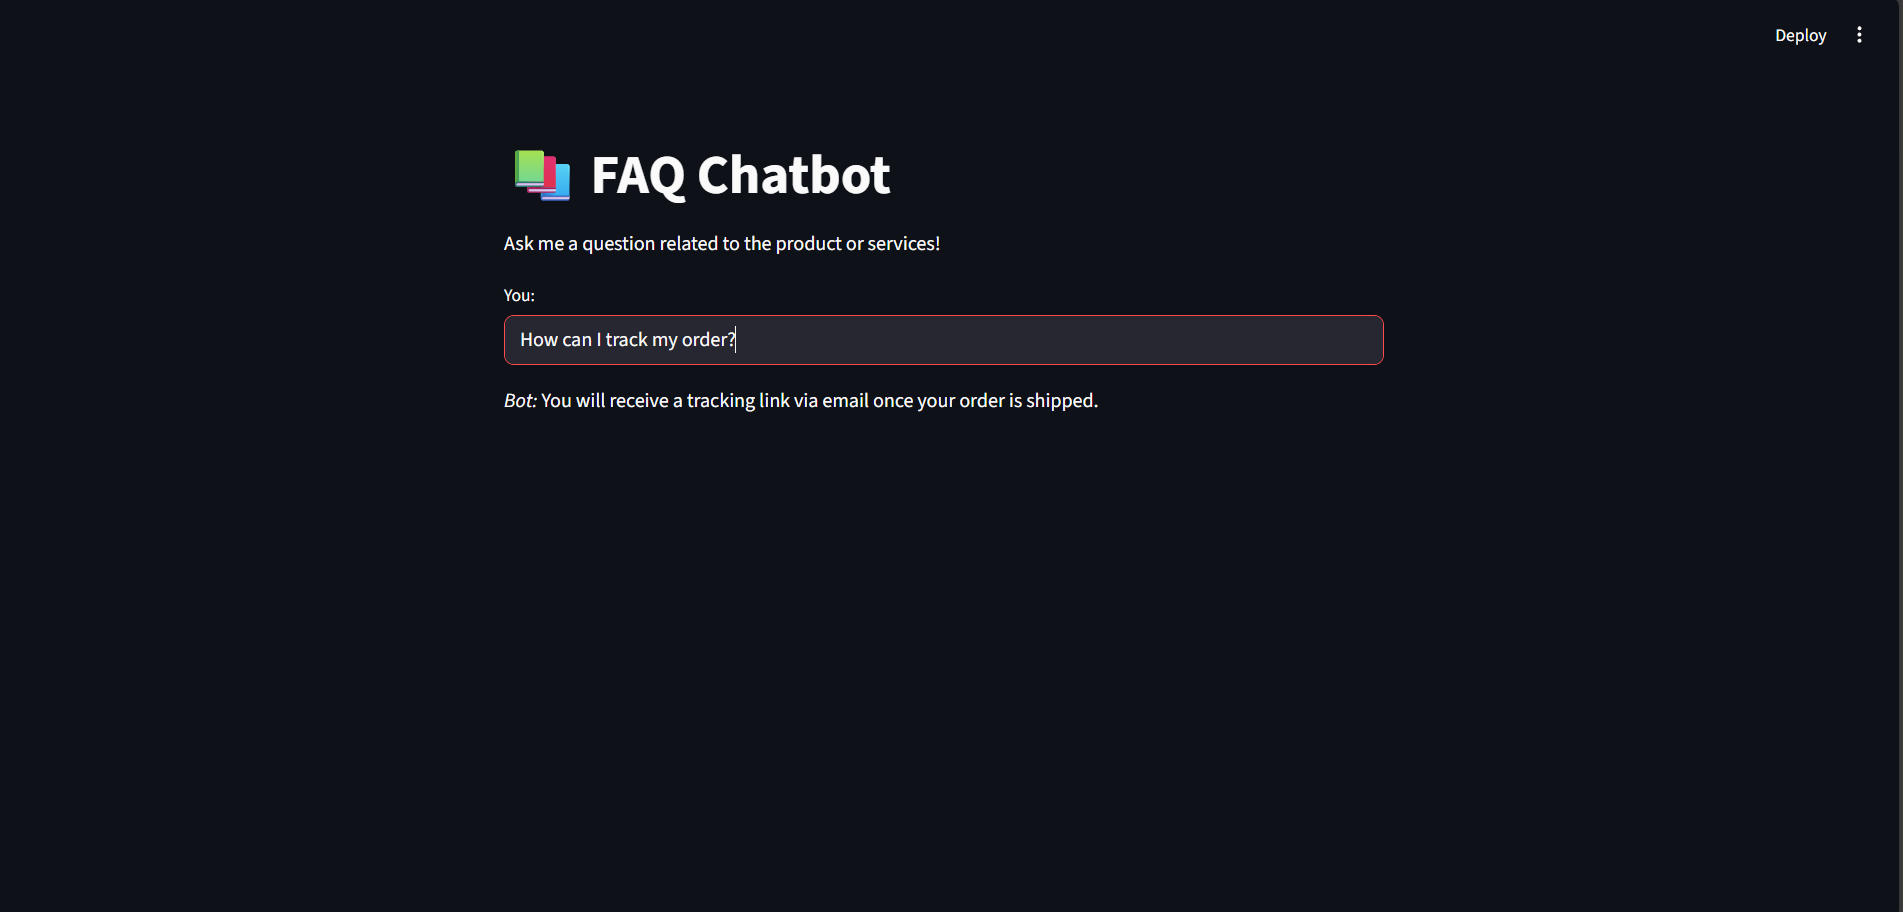 Deploy
FAQ Chatbot
Ask me a question related to the product or services!
You:
How can I track my order?
Bot: You will receive a tracking link via email once your order is shipped.